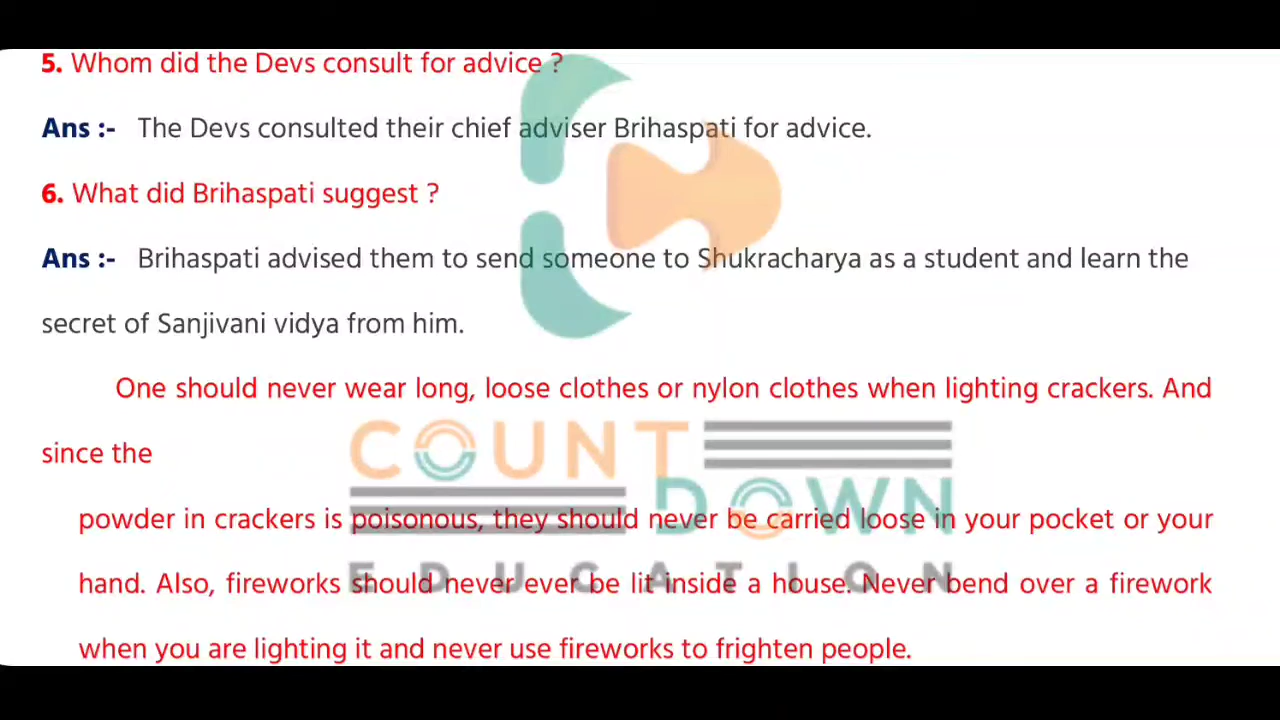 5. Whom did the Devs consult for advice ?
Ans :- The Devs consulted their chief adviser Brihaspati for advice.
6. What did Brihaspati suggest ?
Ans :- Brihaspati advised them to send someone to Shukracharya as a student and learn the
secret of Sanjivani vidya from him.
One should never wear long, loose clothes or nylon clothes when lighting crackers. And
since the
COUNT
DOWN
powder in crackers is poisonous, they should never be carried loose in your pocket or your
EDUCATION
hand. Also, fireworks should never ever be lit inside a house. Never bend over a firework
when you are lighting it and never use fireworks to frighten people.